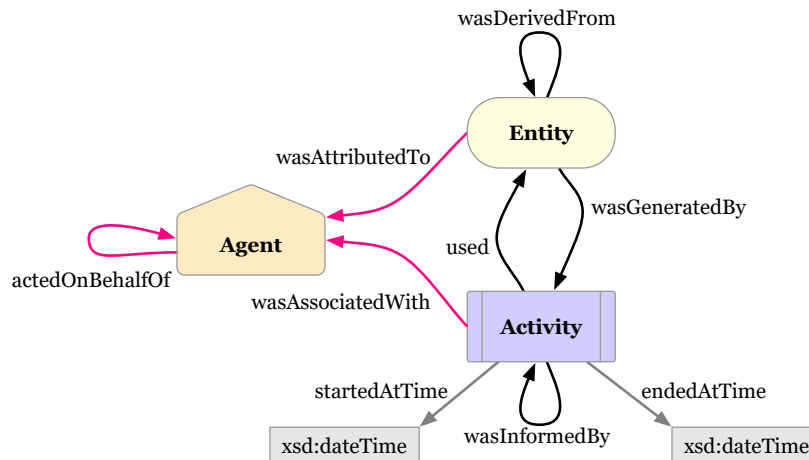 wasDerivedFrom
Entity
wasAttributedTo
wasGeneratedBy
Agent
used
actedOnBehalfOf
wasAssociatedWith
Activity
startedAtTime
endedAtTime
wasInformedBy
xsd:dateTime
xsd:dateTime